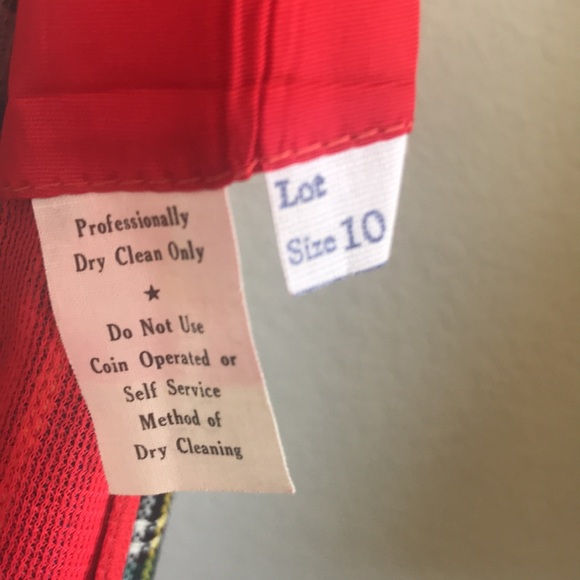 Professionally
Dry Clean Only
★
Do Not Use
Coin Operated or
Self Service
Method of
Dry Cleaning
Lot
Size 10